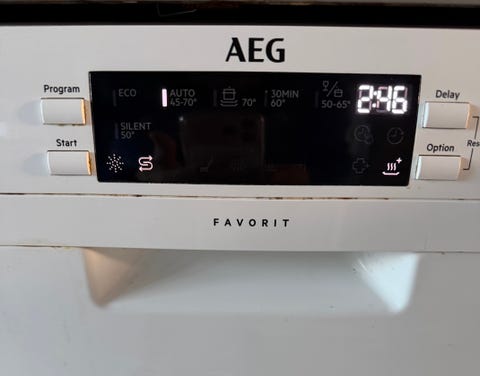 AEG
Program
Delay
ECO
AUTO
45-70°
70°
30MIN
60°
50-65°
2:46
SILENT
50°
Start
Option
Res
FAVORIT